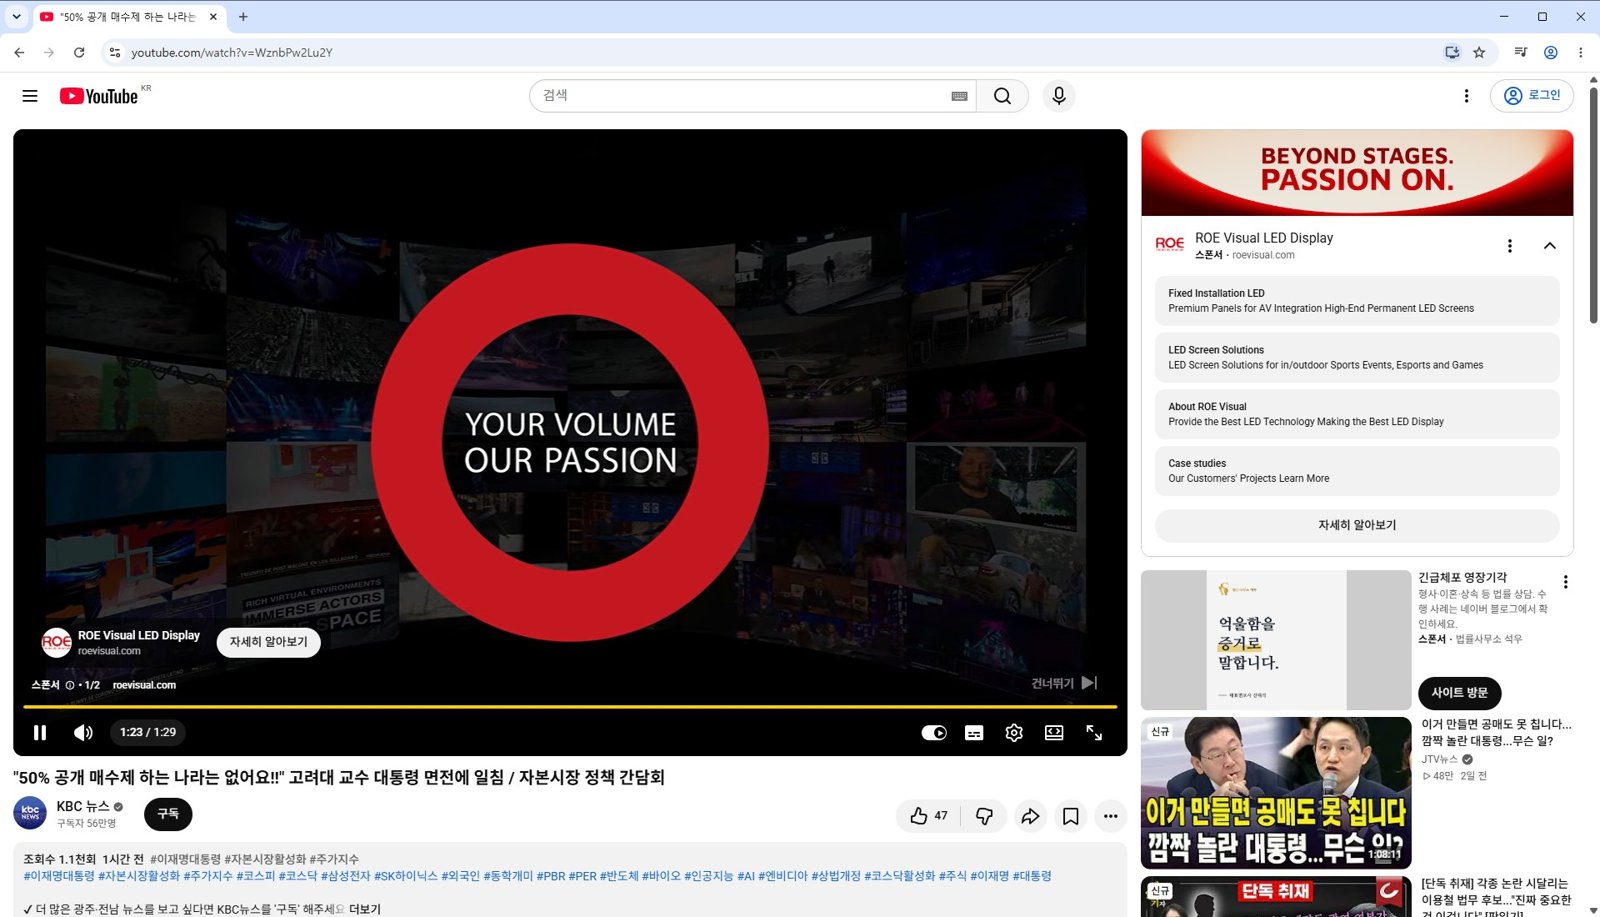 "50% 공개 매수제 하는 나라는
youtube.com/watch?v=WznbPw2Lu2Y
YouTube KR
검색
로그인
YOUR VOLUME
OUR PASSION
RICH VIRTUAL ENVIRONMENTS
IMMERSE ACTORS
SPACE
ROE
ROE Visual LED Display
roevisual.com
자세히 알아보기
스폰서 · 1/2 roevisual.com
건너뛰기
1:23 / 1:29
"50% 공개 매수제 하는 나라는 없어요!!" 고려대 교수 대통령 면전에 일침 / 자본시장 정책 간담회
kbc NEWS
KBC 뉴스
구독자 56만명
구독
47
조회수 1.1천회 1시간 전 #이재명대통령 #자본시장활성화 #주가지수
#이재명대통령 #자본시장활성화 #주가지수 #코스피 #코스닥 #삼성전자 #SK하이닉스 #외국인 #동학개미 #PBR #PER #반도체 #바이오 #인공지능 #AI #엔비디아 #상법개정 #코스닥활성화 #주식 #이재명 #대통령
✔ 더 많은 광주·전남 뉴스를 보고 싶다면 KBC뉴스를 '구독' 해주세요 더보기
BEYOND STAGES.
PASSION ON.
ROE
ROE Visual LED Display
스폰서 · roevisual.com
Fixed Installation LED
Premium Panels for AV Integration High-End Permanent LED Screens
LED Screen Solutions
LED Screen Solutions for in/outdoor Sports Events, Esports and Games
About ROE Visual
Provide the Best LED Technology Making the Best LED Display
Case studies
Our Customers' Projects Learn More
자세히 알아보기
억울함을
증거로
말합니다.
긴급체포 영장기각
형사·이혼·상속 등 법률 상담. 수
행 사례는 네이버 블로그에서 확
인하세요.
스폰서 · 법률사무소 석우
사이트 방문
신규
이거 만들면 공매도 못 칩니다
깜짝 놀란 대통령...무슨 일?
1:08:11
이거 만들면 공매도 못 칩니다...
깜짝 놀란 대통령...무슨 일?
JTV뉴스
48만 2일 전
신규
단독 취재
[단독 취재] 각종 논란 시달리는
이용철 법무 후보..."진짜 중요한